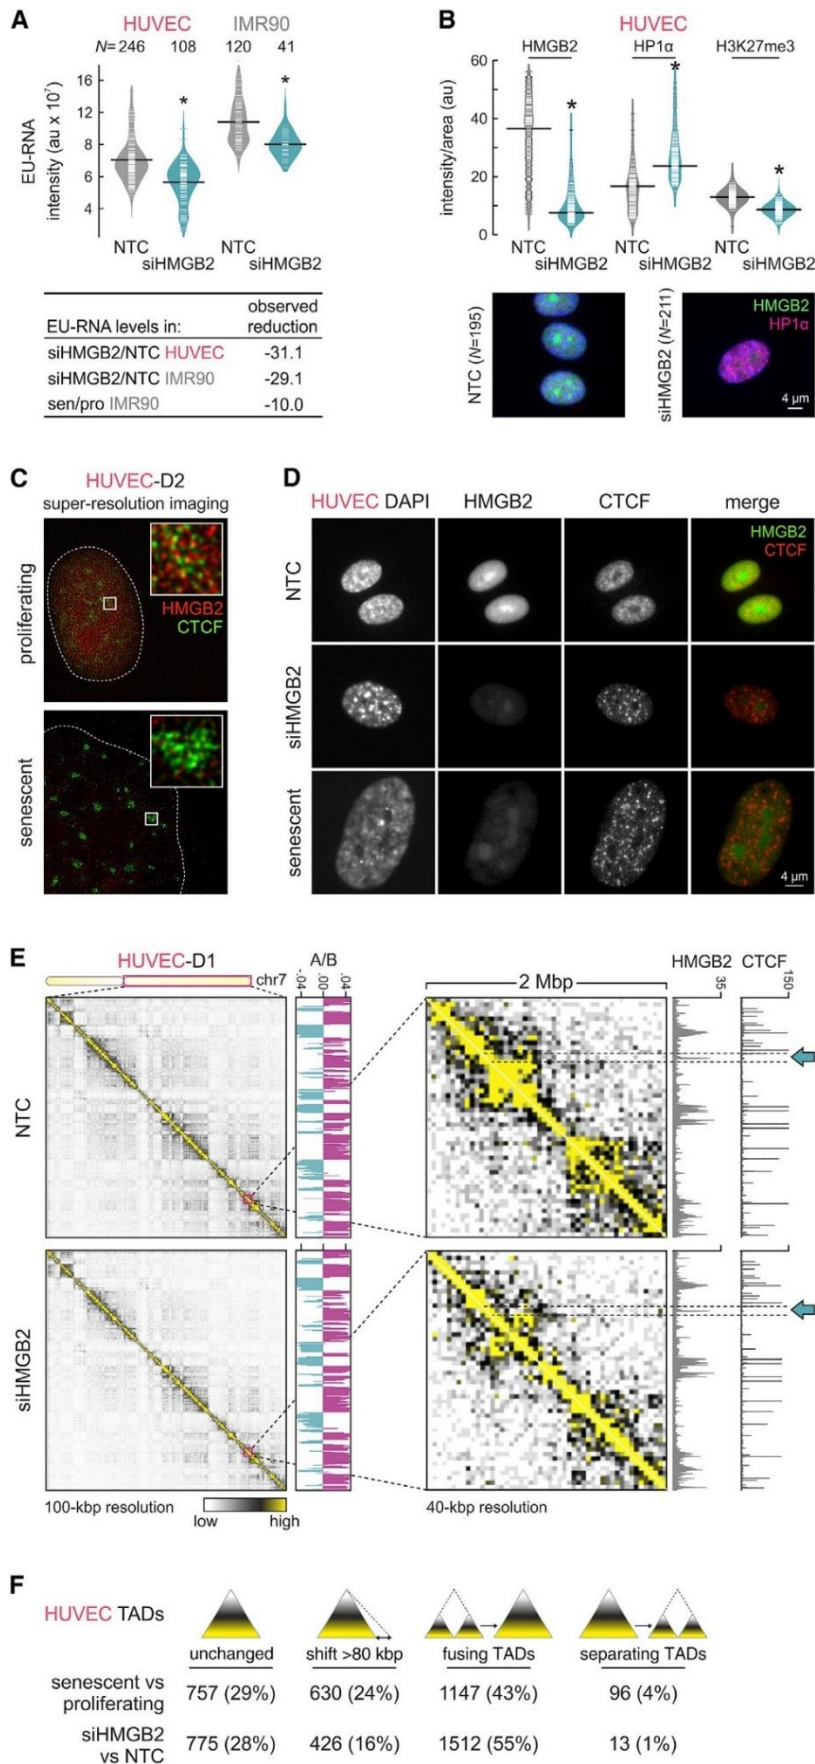 A
HUVEC IMR90
N= 246 108 120 41
EU-RNA
intensity (au x 10⁷)
16
12
8
6
4
* *
NTC NTC
siHMGB2 siHMGB2
EU-RNA levels in: observed
reduction
siHMGB2/NTC HUVEC -31.1
siHMGB2/NTC IMR90 -29.1
sen/pro IMR90 -10.0
B
HUVEC
HMGB2 HP1α H3K27me3
intensity/area (au)
60
40
20
0
* * *
NTC NTC NTC
siHMGB2 siHMGB2 siHMGB2
NTC (N=195)
siHMGB2 (N=211)
HMGB2
HP1α
4 µm
C
HUVEC-D2
super-resolution imaging
proliferating
HMGB2
CTCF
senescent
D
HUVEC DAPI HMGB2 CTCF merge
NTC
HMGB2
CTCF
siHMGB2
senescent
4 µm
E
HUVEC-D1
chr7
A/B
-.04 .00 .04
2 Mbp
HMGB2 CTCF
35 150
NTC
siHMGB2
100-kbp resolution
low high
40-kbp resolution
F
HUVEC TADs
unchanged shift >80 kbp fusing TADs separating TADs
senescent vs
proliferating 757 (29%) 630 (24%) 1147 (43%) 96 (4%)
siHMGB2
vs NTC 775 (28%) 426 (16%) 1512 (55%) 13 (1%)